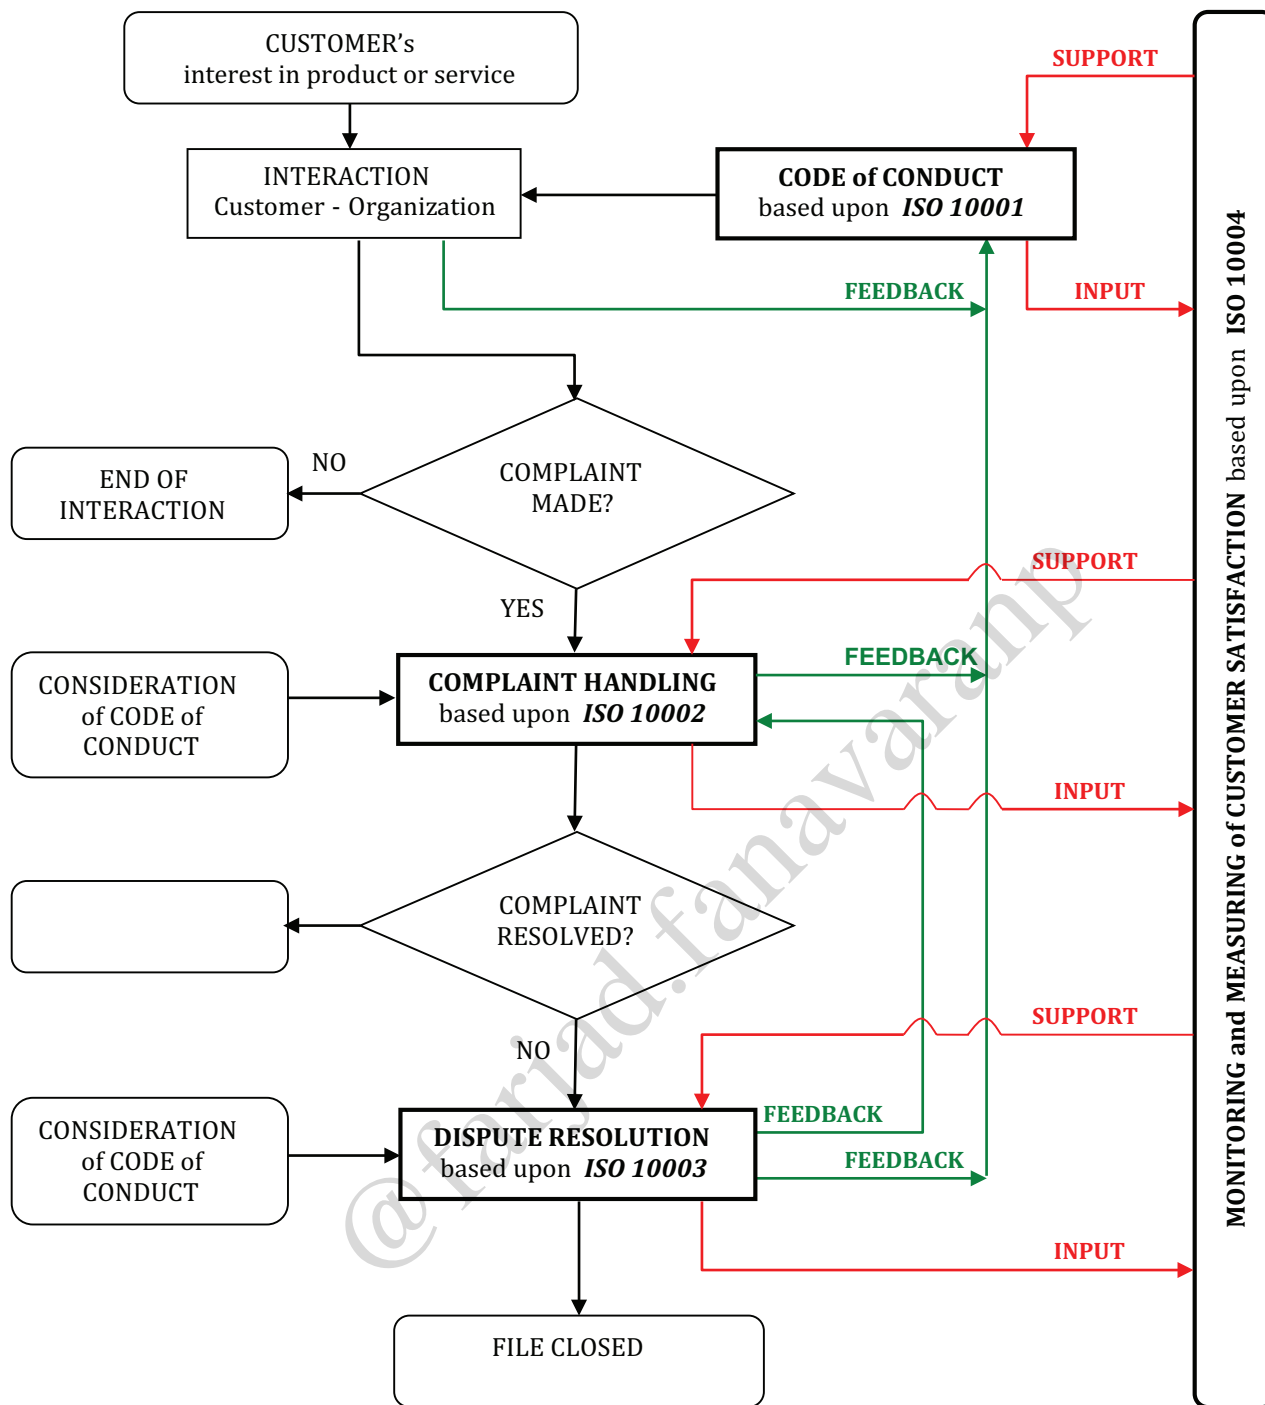 CUSTOMER's
interest in product or service
SUPPORT
INTERACTION
Customer - Organization
CODE of CONDUCT
based upon ISO 10001
FEEDBACK
INPUT
COMPLAINT
MADE?
NO
END OF
INTERACTION
YES
SUPPORT
CONSIDERATION
of CODE of
CONDUCT
COMPLAINT HANDLING
based upon ISO 10002
FEEDBACK
INPUT
COMPLAINT
RESOLVED?
NO
SUPPORT
CONSIDERATION
of CODE of
CONDUCT
DISPUTE RESOLUTION
based upon ISO 10003
FEEDBACK
FEEDBACK
INPUT
FILE CLOSED
MONITORING and MEASURING of CUSTOMER SATISFACTION based upon ISO 10004
@farjad.fanavaranp